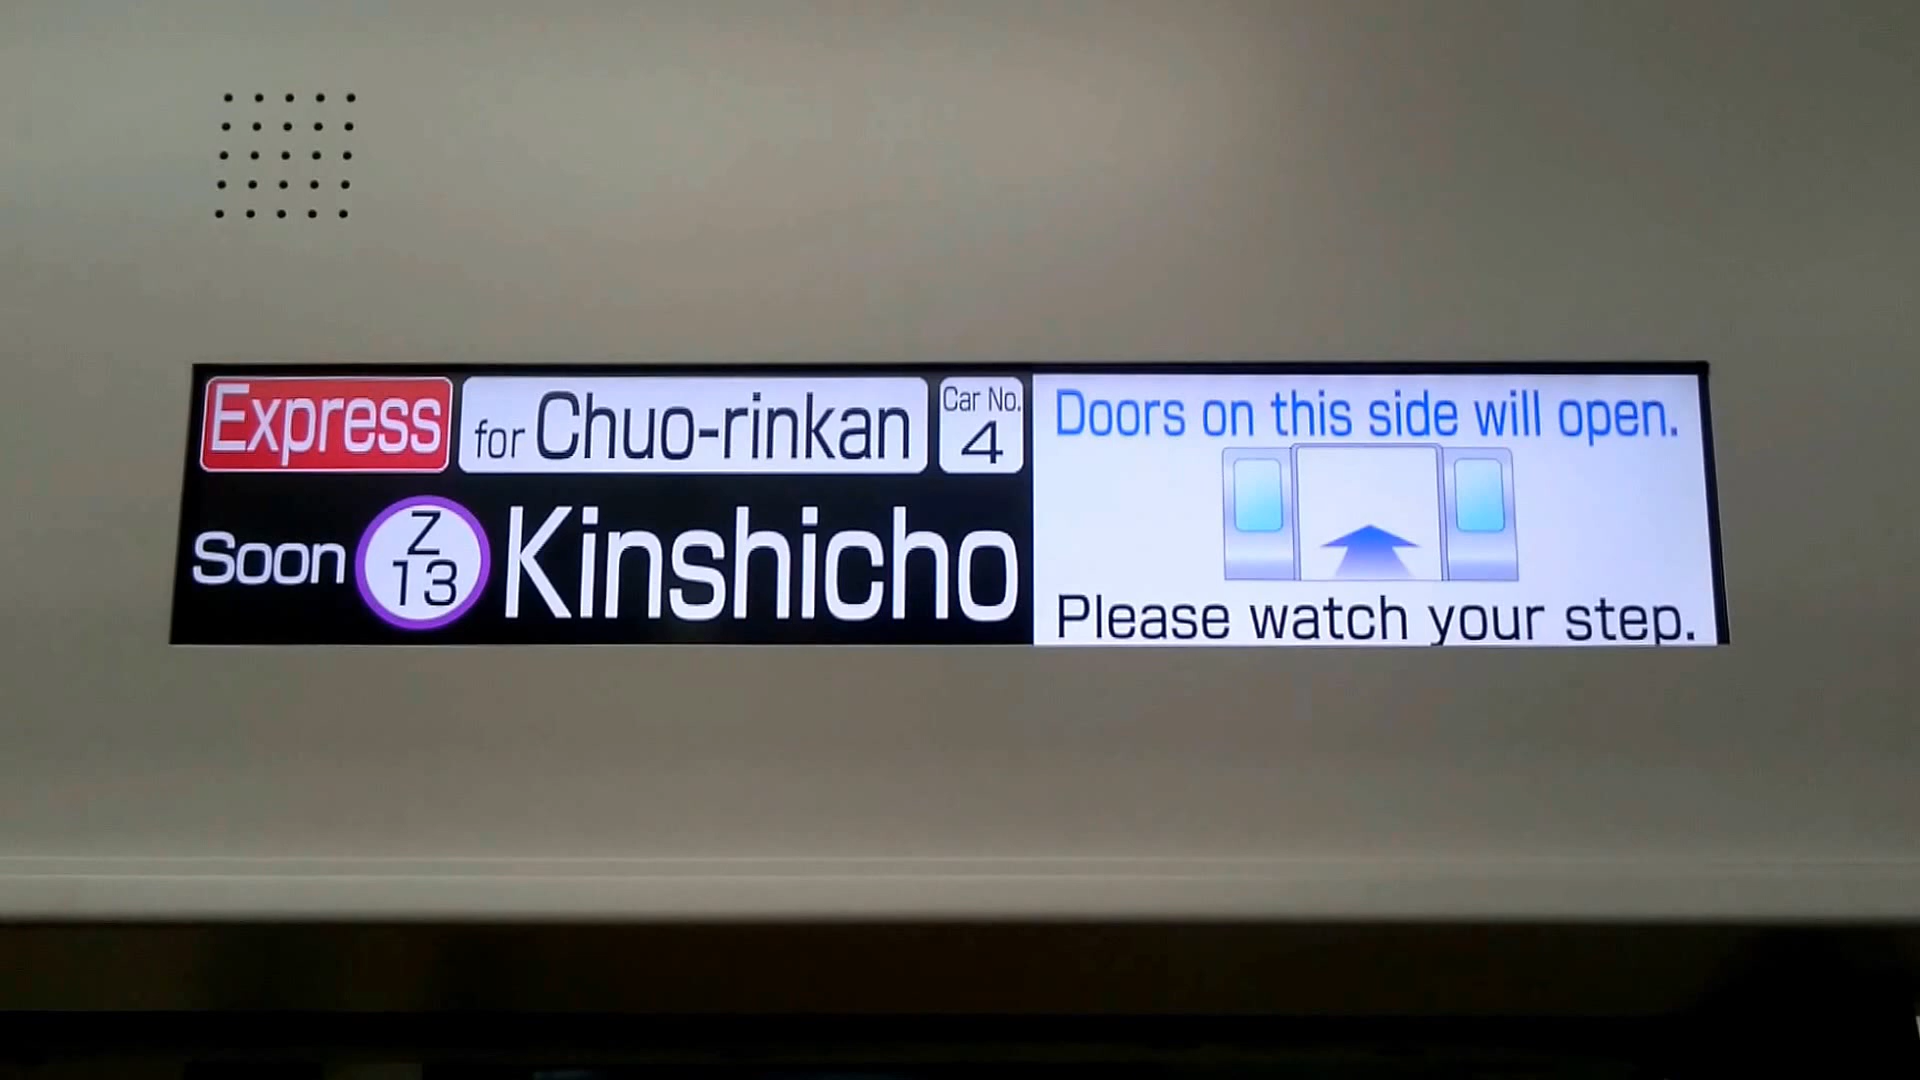 Express for Chuo-rinkan Car No. 4
Soon Z 13 Kinshicho
Doors on this side will open.
Please watch your step.